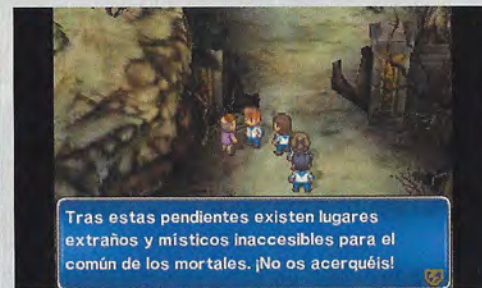 Tras estas pendientes existen lugares
extraños y místicos inaccesibles para el
común de los mortales. ¡No os acerquéis!